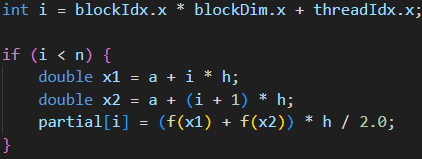 int i = blockIdx.x * blockDim.x + threadIdx.x;
if (i < n) {
    double x1 = a + i * h;
    double x2 = a + (i + 1) * h;
    partial[i] = (f(x1) + f(x2)) * h / 2.0;
}